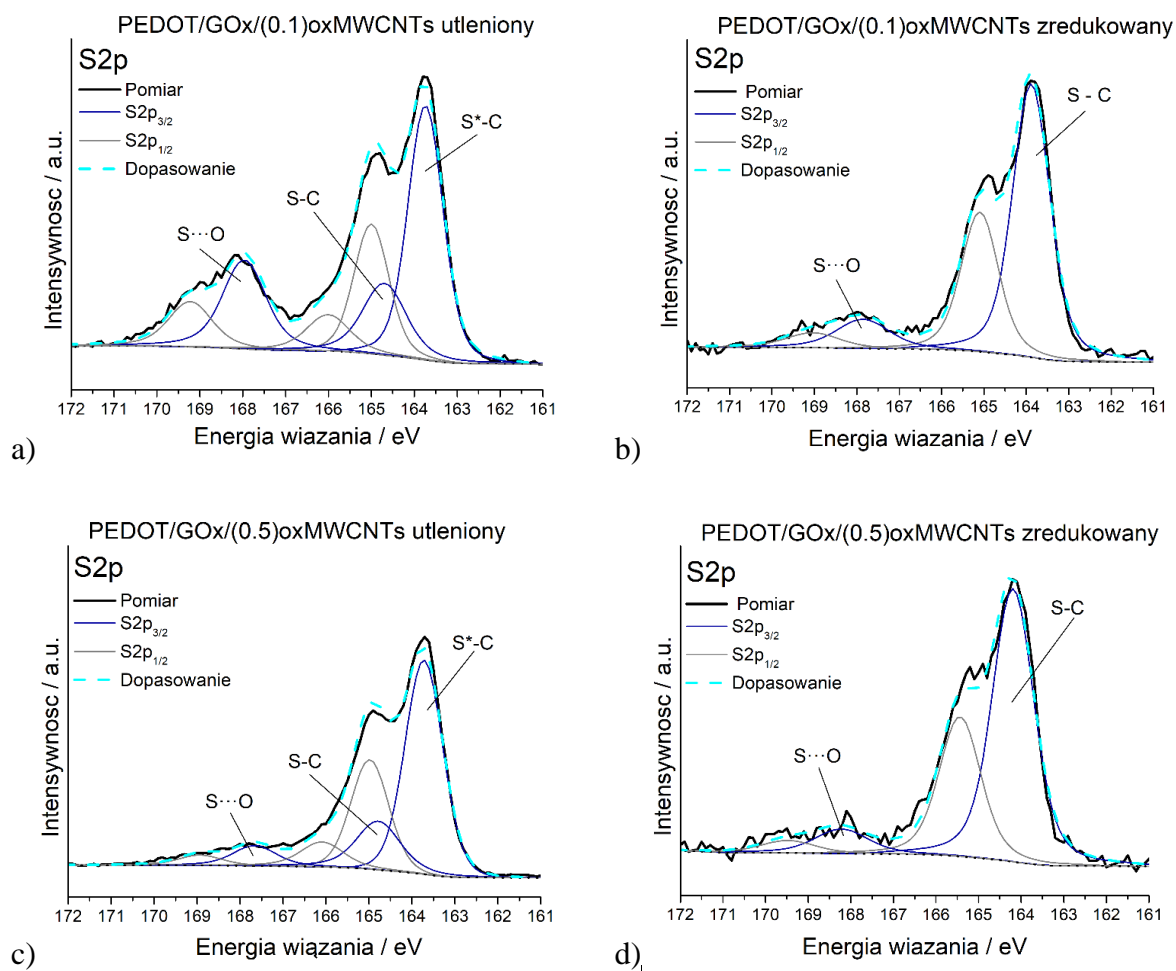 PEDOT/GOx/(0.1)oxMWCNTs utleniony
S2p
Pomiar
S2p3/2
S2p1/2
Dopasowanie
S*-C
S-C
S···O
Intensywnosc / a.u.
172 171 170 169 168 167 166 165 164 163 162 161
Energia wiazania / eV
a)
PEDOT/GOx/(0.1)oxMWCNTs zredukowany
S2p
Pomiar
S2p3/2
S2p1/2
Dopasowanie
S - C
S···O
Intensywnosc / a.u.
172 171 170 169 168 167 166 165 164 163 162 161
Energia wiazania / eV
b)
PEDOT/GOx/(0.5)oxMWCNTs utleniony
S2p
Pomiar
S2p3/2
S2p1/2
Dopasowanie
S*-C
S-C
S···O
Intensywnosc / a.u.
172 171 170 169 168 167 166 165 164 163 162 161
Energia wiązania / eV
c)
PEDOT/GOx/(0.5)oxMWCNTs zredukowany
S2p
Pomiar
S2p3/2
S2p1/2
Dopasowanie
S-C
S···O
Intensywnosc / a.u.
172 171 170 169 168 167 166 165 164 163 162 161
Energia wiazania / eV
d)